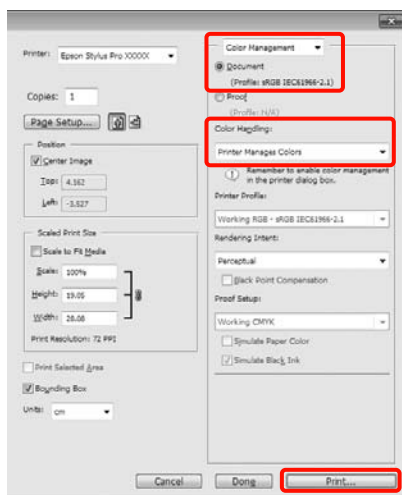 Printer: Epson Stylus Pro XXXXX
Copies: 1
Page Setup...
Position
Center Image
Top: 4.162
Left: -3.527
Scaled Print Size
Scale to Fit Media
Scale: 100%
Height: 19.05
Width: 28.08
Print Resolution: 72 PPI
Print Selected Area
Bounding Box
Units: cm
Color Management
Document
(Profile: sRGB IEC61966-2.1)
Proof
(Profile: N/A)
Color Handling:
Printer Manages Colors
Remember to enable color management
in the printer dialog box.
Printer Profile:
Working RGB - sRGB IEC61966-2.1
Rendering Intent:
Perceptual
Black Point Compensation
Proof Setup:
Working CMYK
Simulate Paper Color
Simulate Black Ink
Cancel
Done
Print...